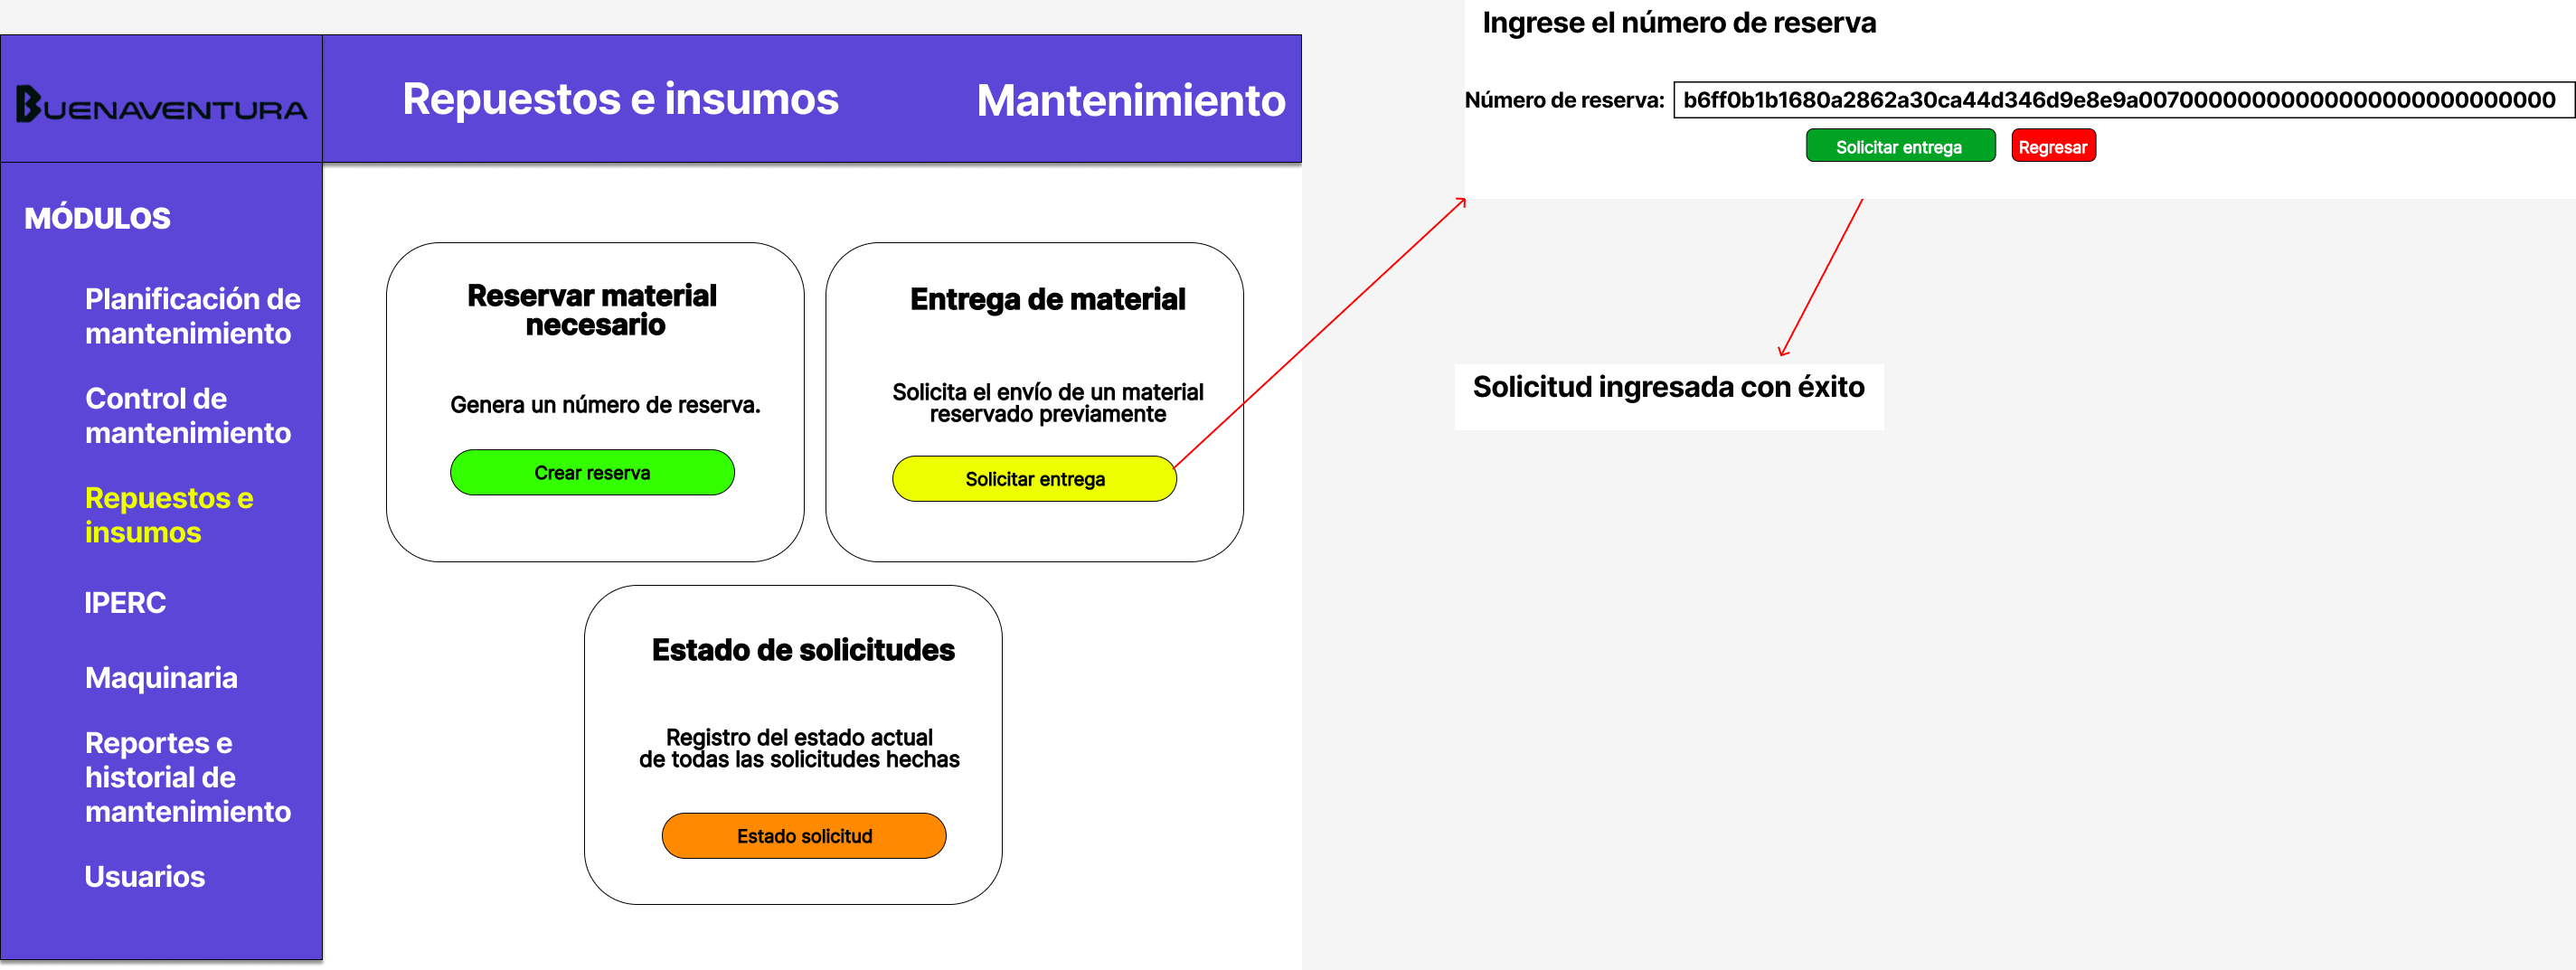 BUENAVENTURA
Repuestos e insumos
Mantenimiento
MÓDULOS
Planificación de
mantenimiento
Control de
mantenimiento
Repuestos e
insumos
IPERC
Maquinaria
Reportes e
historial de
mantenimiento
Usuarios
Reservar material
necesario
Genera un número de reserva.
Crear reserva
Entrega de material
Solicita el envío de un material
reservado previamente
Solicitar entrega
Estado de solicitudes
Registro del estado actual
de todas las solicitudes hechas
Estado solicitud
Ingrese el número de reserva
Número de reserva:
b6ff0b1b1680a2862a30ca44d346d9e8e9a00700000000000000000000000000
Solicitar entrega
Regresar
Solicitud ingresada con éxito